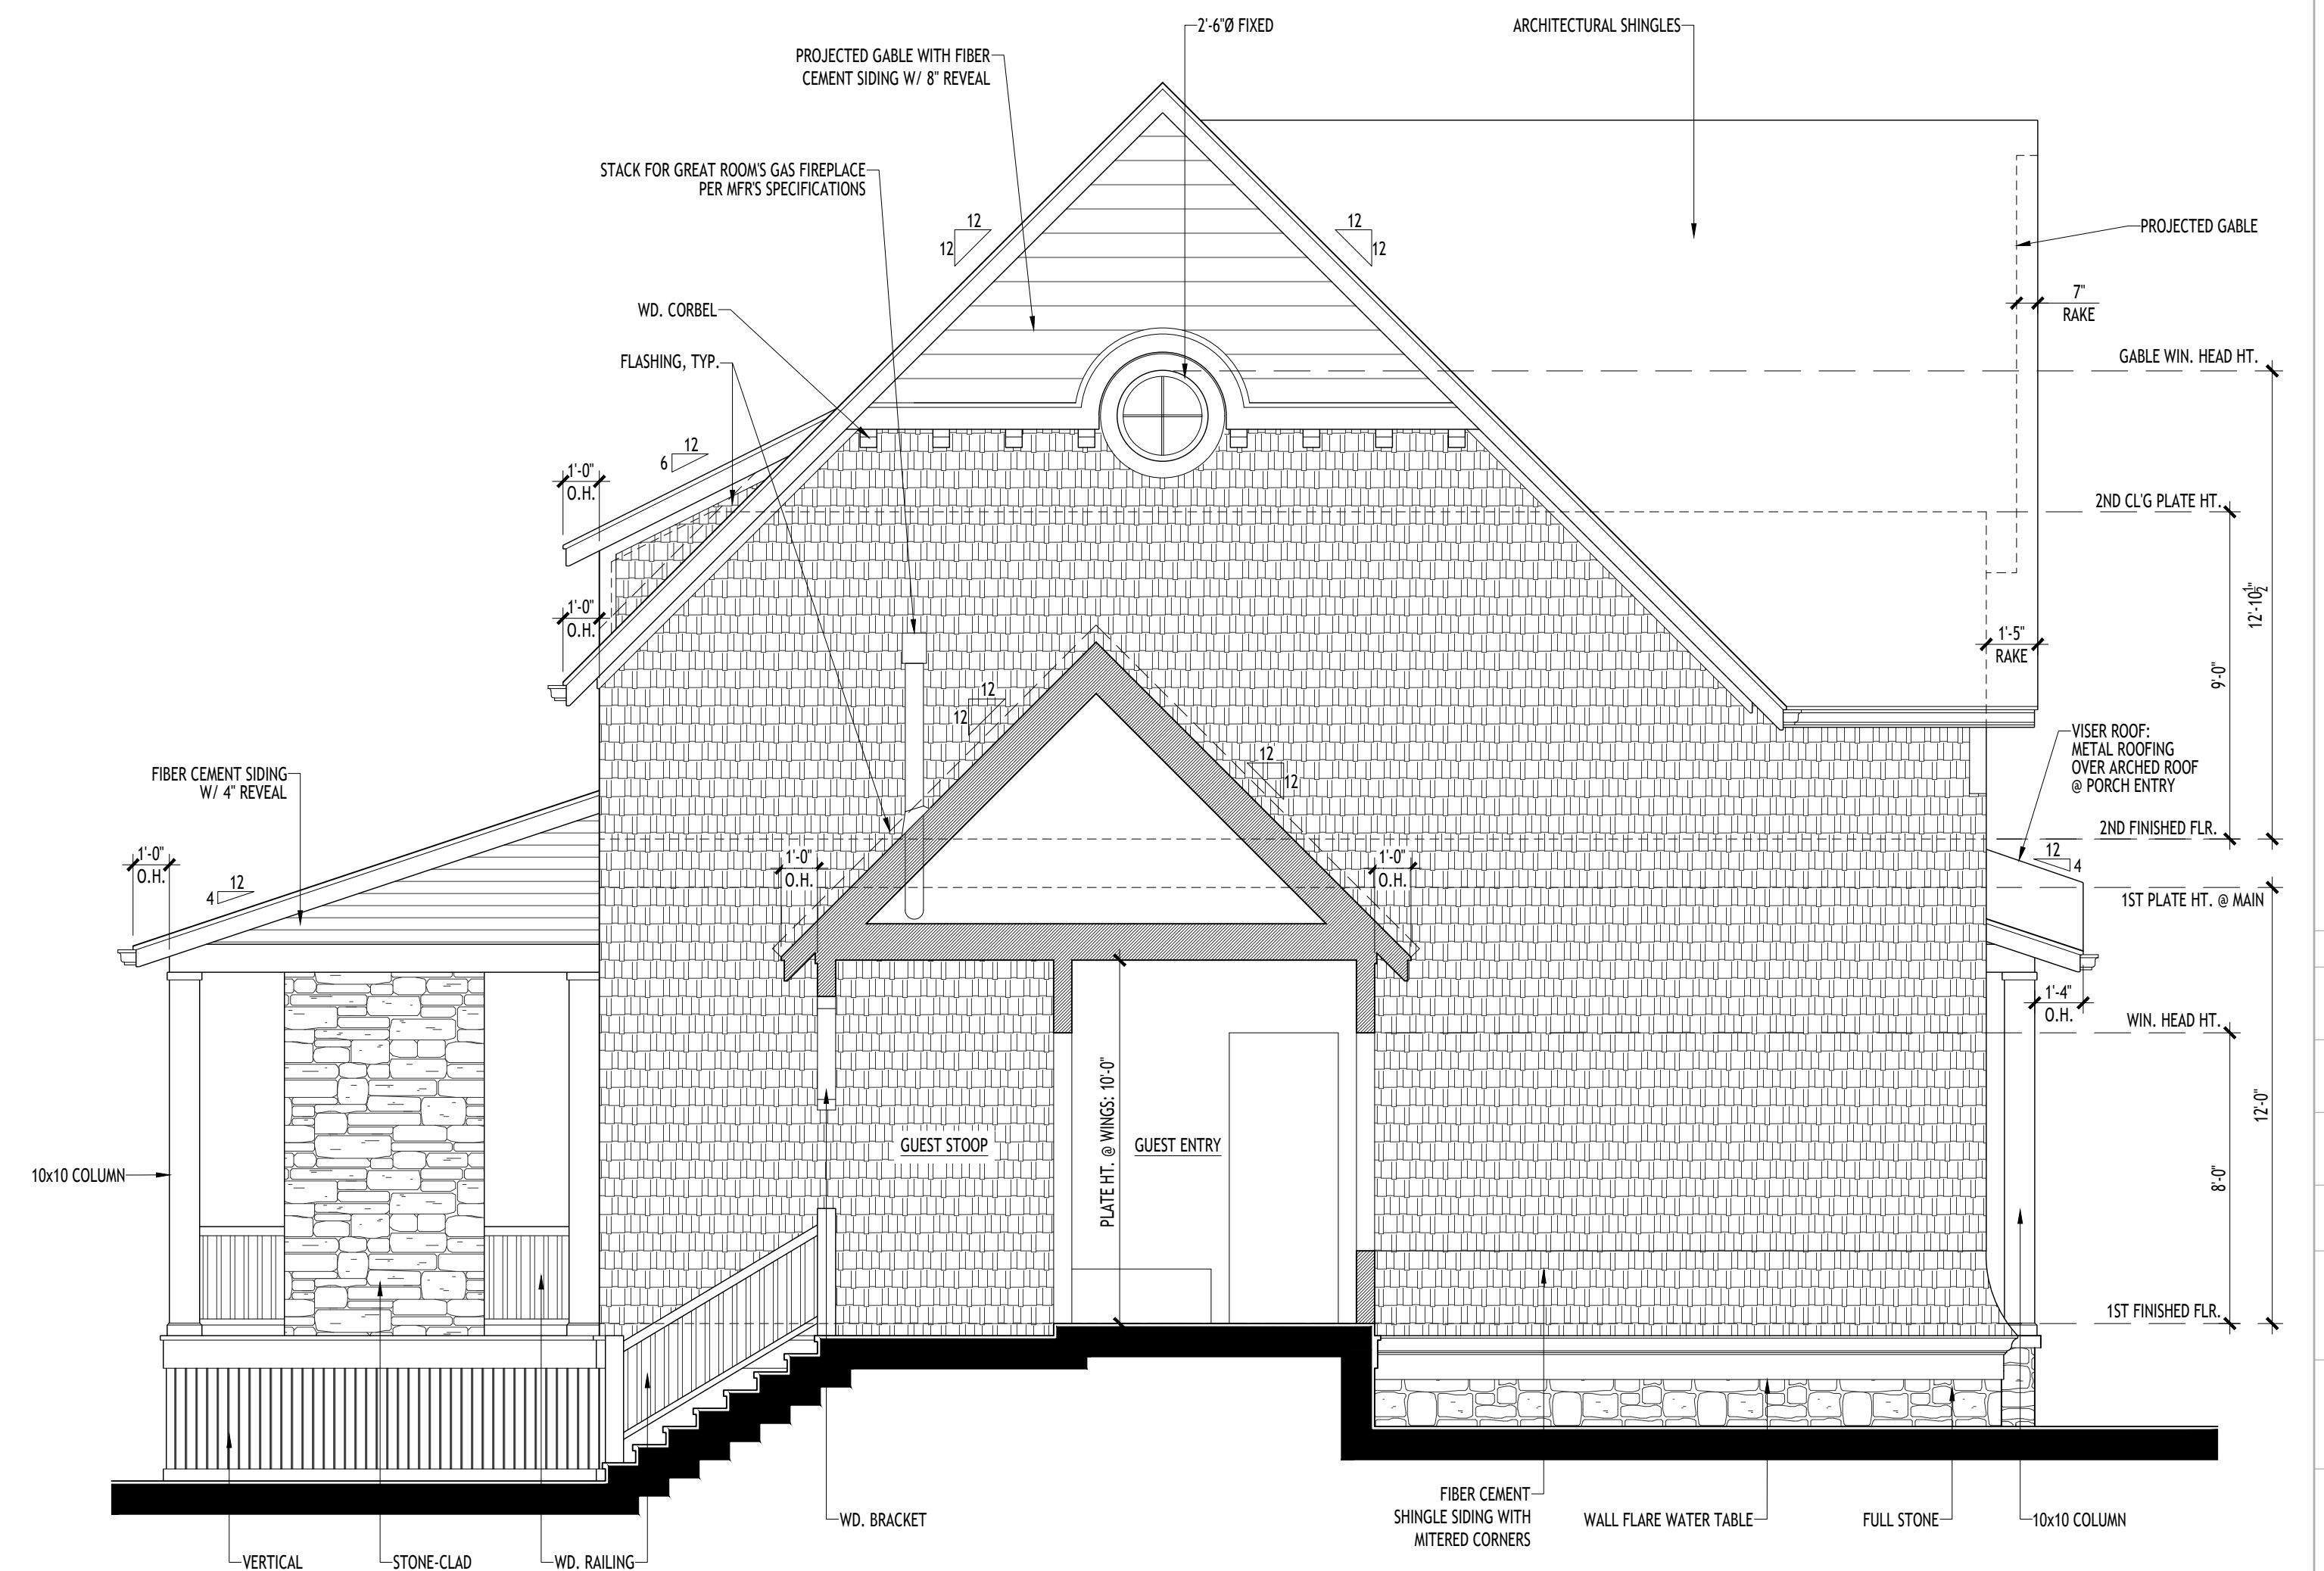 2'-6"Ø FIXED
ARCHITECTURAL SHINGLES
PROJECTED GABLE WITH FIBER
CEMENT SIDING W/ 8" REVEAL
STACK FOR GREAT ROOM'S GAS FIREPLACE
PER MFR'S SPECIFICATIONS
12
12
12
12
PROJECTED GABLE
7"
RAKE
WD. CORBEL
FLASHING, TYP.
GABLE WIN. HEAD HT.
12
6
1'-0"
O.H.
2ND CL'G PLATE HT.
12'-10½"
1'-0"
O.H.
1'-5"
RAKE
9'-0"
12
12
12
12
VISER ROOF:
METAL ROOFING
OVER ARCHED ROOF
@ PORCH ENTRY
FIBER CEMENT SIDING
W/ 4" REVEAL
2ND FINISHED FLR.
12
4
1'-0"
O.H.
1'-0"
O.H.
1'-0"
O.H.
12
4
1ST PLATE HT. @ MAIN
1'-4"
O.H.
WIN. HEAD HT.
12'-0"
8'-0"
PLATE HT. @ WINGS: 10'-0"
GUEST STOOP
GUEST ENTRY
10x10 COLUMN
1ST FINISHED FLR.
FIBER CEMENT
SHINGLE SIDING WITH
MITERED CORNERS
WD. BRACKET
WALL FLARE WATER TABLE
FULL STONE
10x10 COLUMN
VERTICAL
STONE-CLAD
WD. RAILING